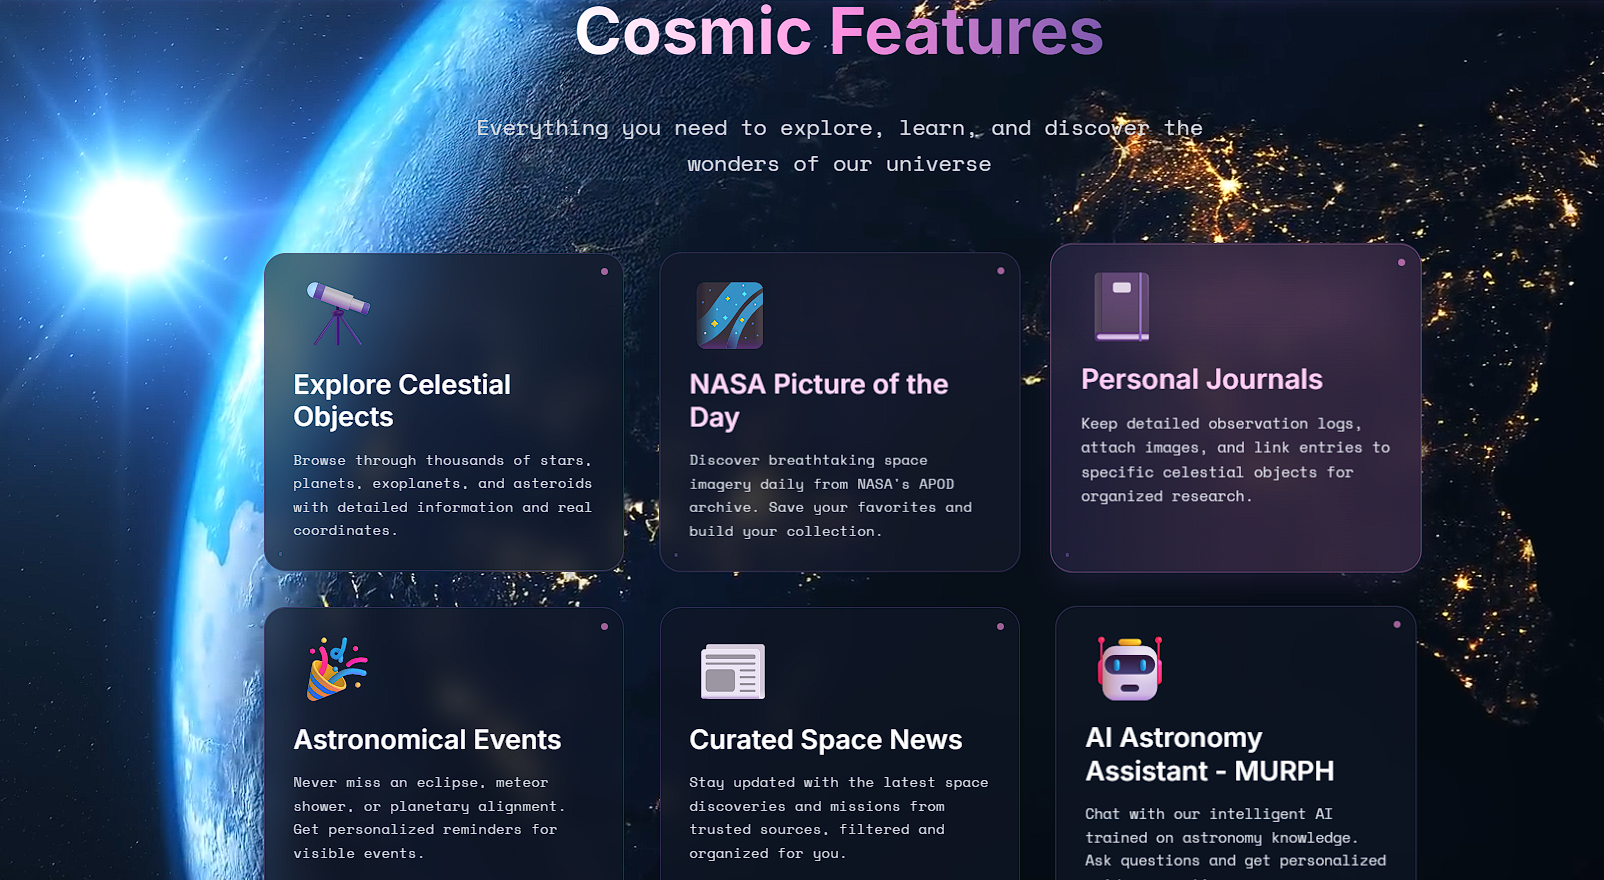 Cosmic Features
Everything you need to explore, learn, and discover the
wonders of our universe
Explore Celestial
Objects
Browse through thousands of stars,
planets, exoplanets, and asteroids
with detailed information and real
coordinates.
NASA Picture of the
Day
Discover breathtaking space
imagery daily from NASA's APOD
archive. Save your favorites and
build your collection.
Personal Journals
Keep detailed observation logs,
attach images, and link entries to
specific celestial objects for
organized research.
Astronomical Events
Never miss an eclipse, meteor
shower, or planetary alignment.
Get personalized reminders for
visible events.
Curated Space News
Stay updated with the latest space
discoveries and missions from
trusted sources, filtered and
organized for you.
AI Astronomy
Assistant - MURPH
Chat with our intelligent AI
trained on astronomy knowledge.
Ask questions and get personalized